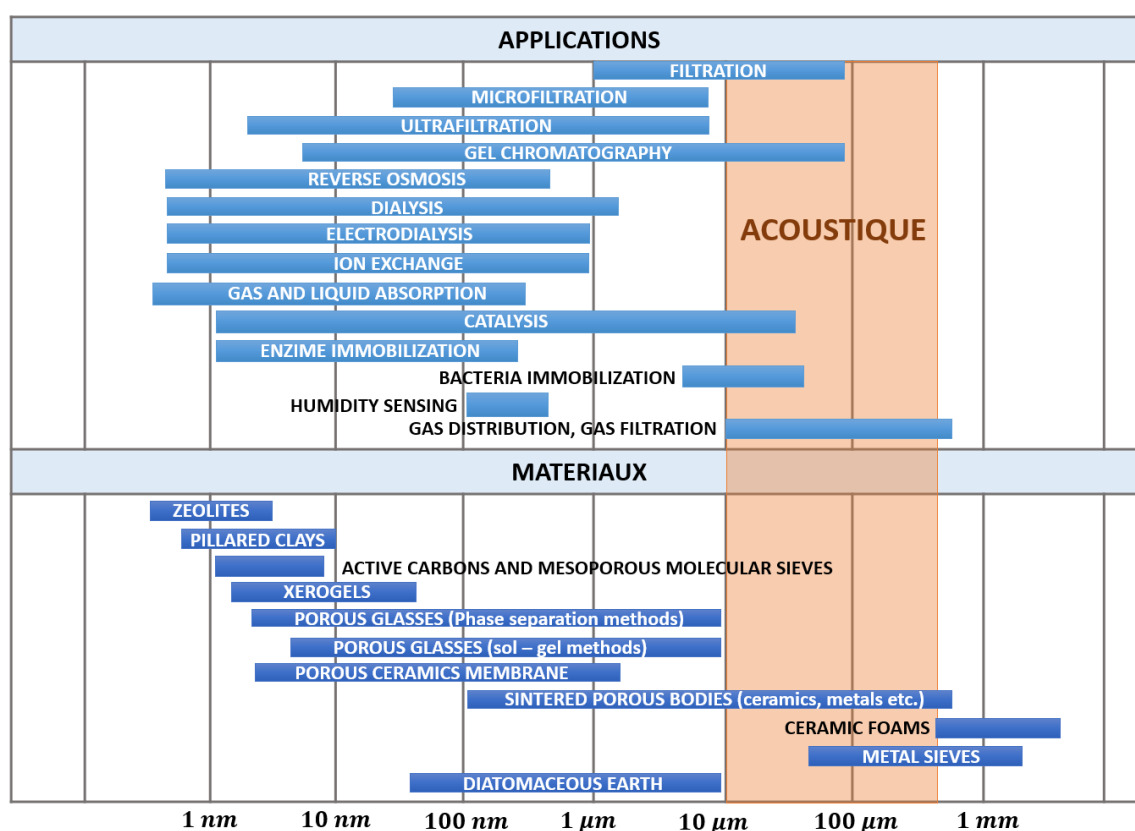 APPLICATIONS
FILTRATION
MICROFILTRATION
ULTRAFILTRATION
GEL CHROMATOGRAPHY
REVERSE OSMOSIS
DIALYSIS
ACOUSTIQUE
ELECTRODIALYSIS
ION EXCHANGE
GAS AND LIQUID ABSORPTION
CATALYSIS
ENZIME IMMOBILIZATION
BACTERIA IMMOBILIZATION
HUMIDITY SENSING
GAS DISTRIBUTION, GAS FILTRATION
MATERIAUX
ZEOLITES
PILLARED CLAYS
ACTIVE CARBONS AND MESOPOROUS MOLECULAR SIEVES
XEROGELS
POROUS GLASSES (Phase separation methods)
POROUS GLASSES (sol – gel methods)
POROUS CERAMICS MEMBRANE
SINTERED POROUS BODIES (ceramics, metals etc.)
CERAMIC FOAMS
METAL SIEVES
DIATOMACEOUS EARTH
1 nm 10 nm 100 nm 1 μm 10 μm 100 μm 1 mm